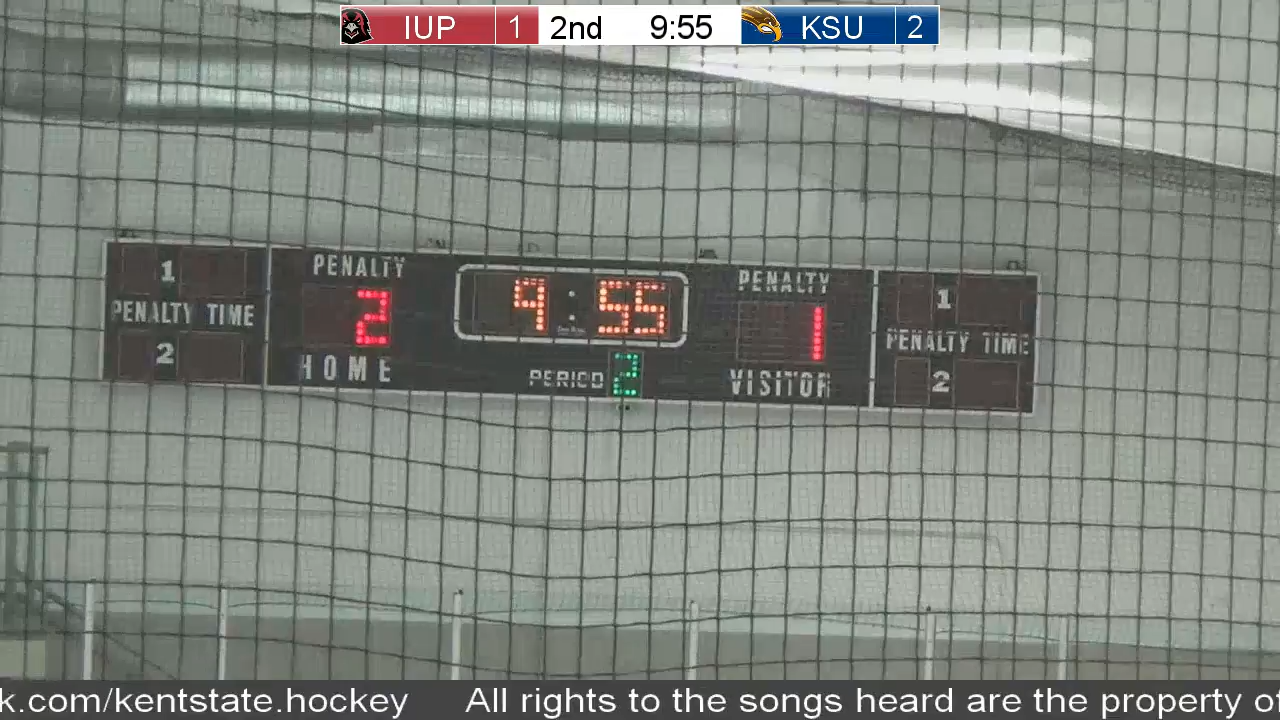 IUP 1 2nd 9:55 KSU 2
1 PENALTY 9:55 PENALTY 1
PENALTY TIME 2 1 PENALTY TIME
2 HOME PERIOD 2 VISITOR 2
k.com/kentstate.hockey All rights to the songs heard are the property of